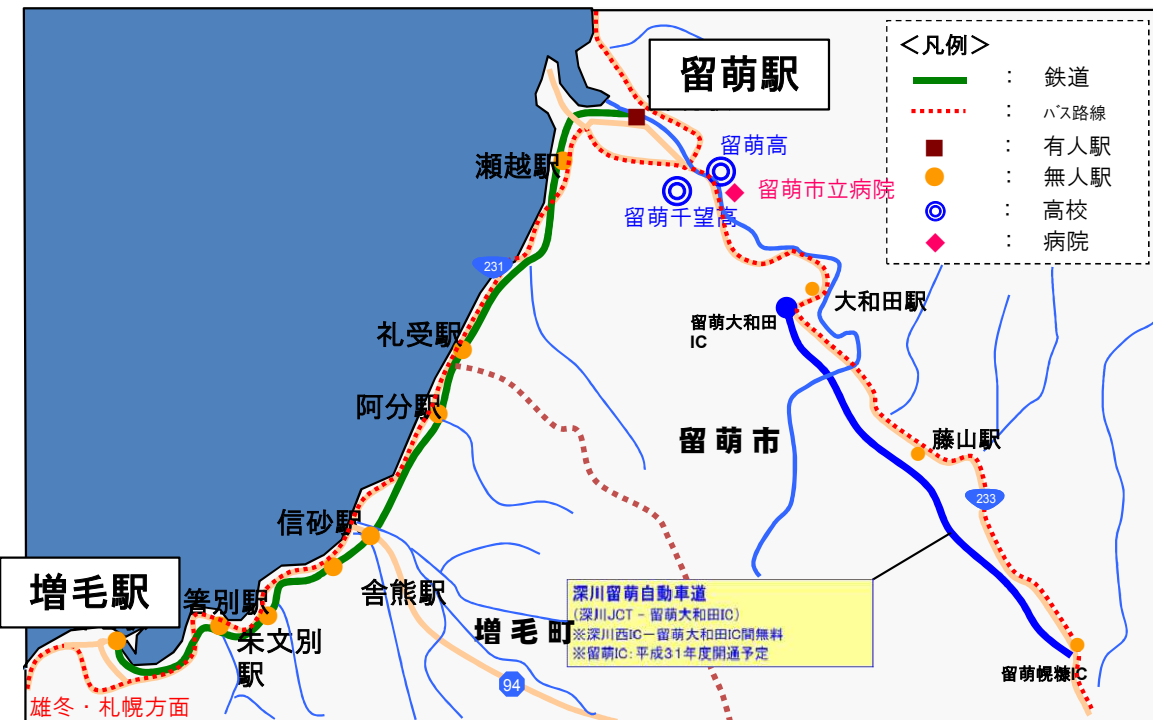 留萌駅
＜凡例＞
： 鉄道
： バス路線
： 有人駅
： 無人駅
： 高校
： 病院
瀬越駅
留萌高
留萌市立病院
留萌千望高
231
大和田駅
留萌大和田
IC
礼受駅
阿分駅
留萌市
藤山駅
233
信砂駅
舎熊駅
増毛駅
箸別駅
朱文別
駅
増毛町
深川留萌自動車道
(深川JCT－留萌大和田IC)
※深川西IC－留萌大和田IC間無料
※留萌IC：平成31年度開通予定
留萌幌糠IC
94
雄冬・札幌方面